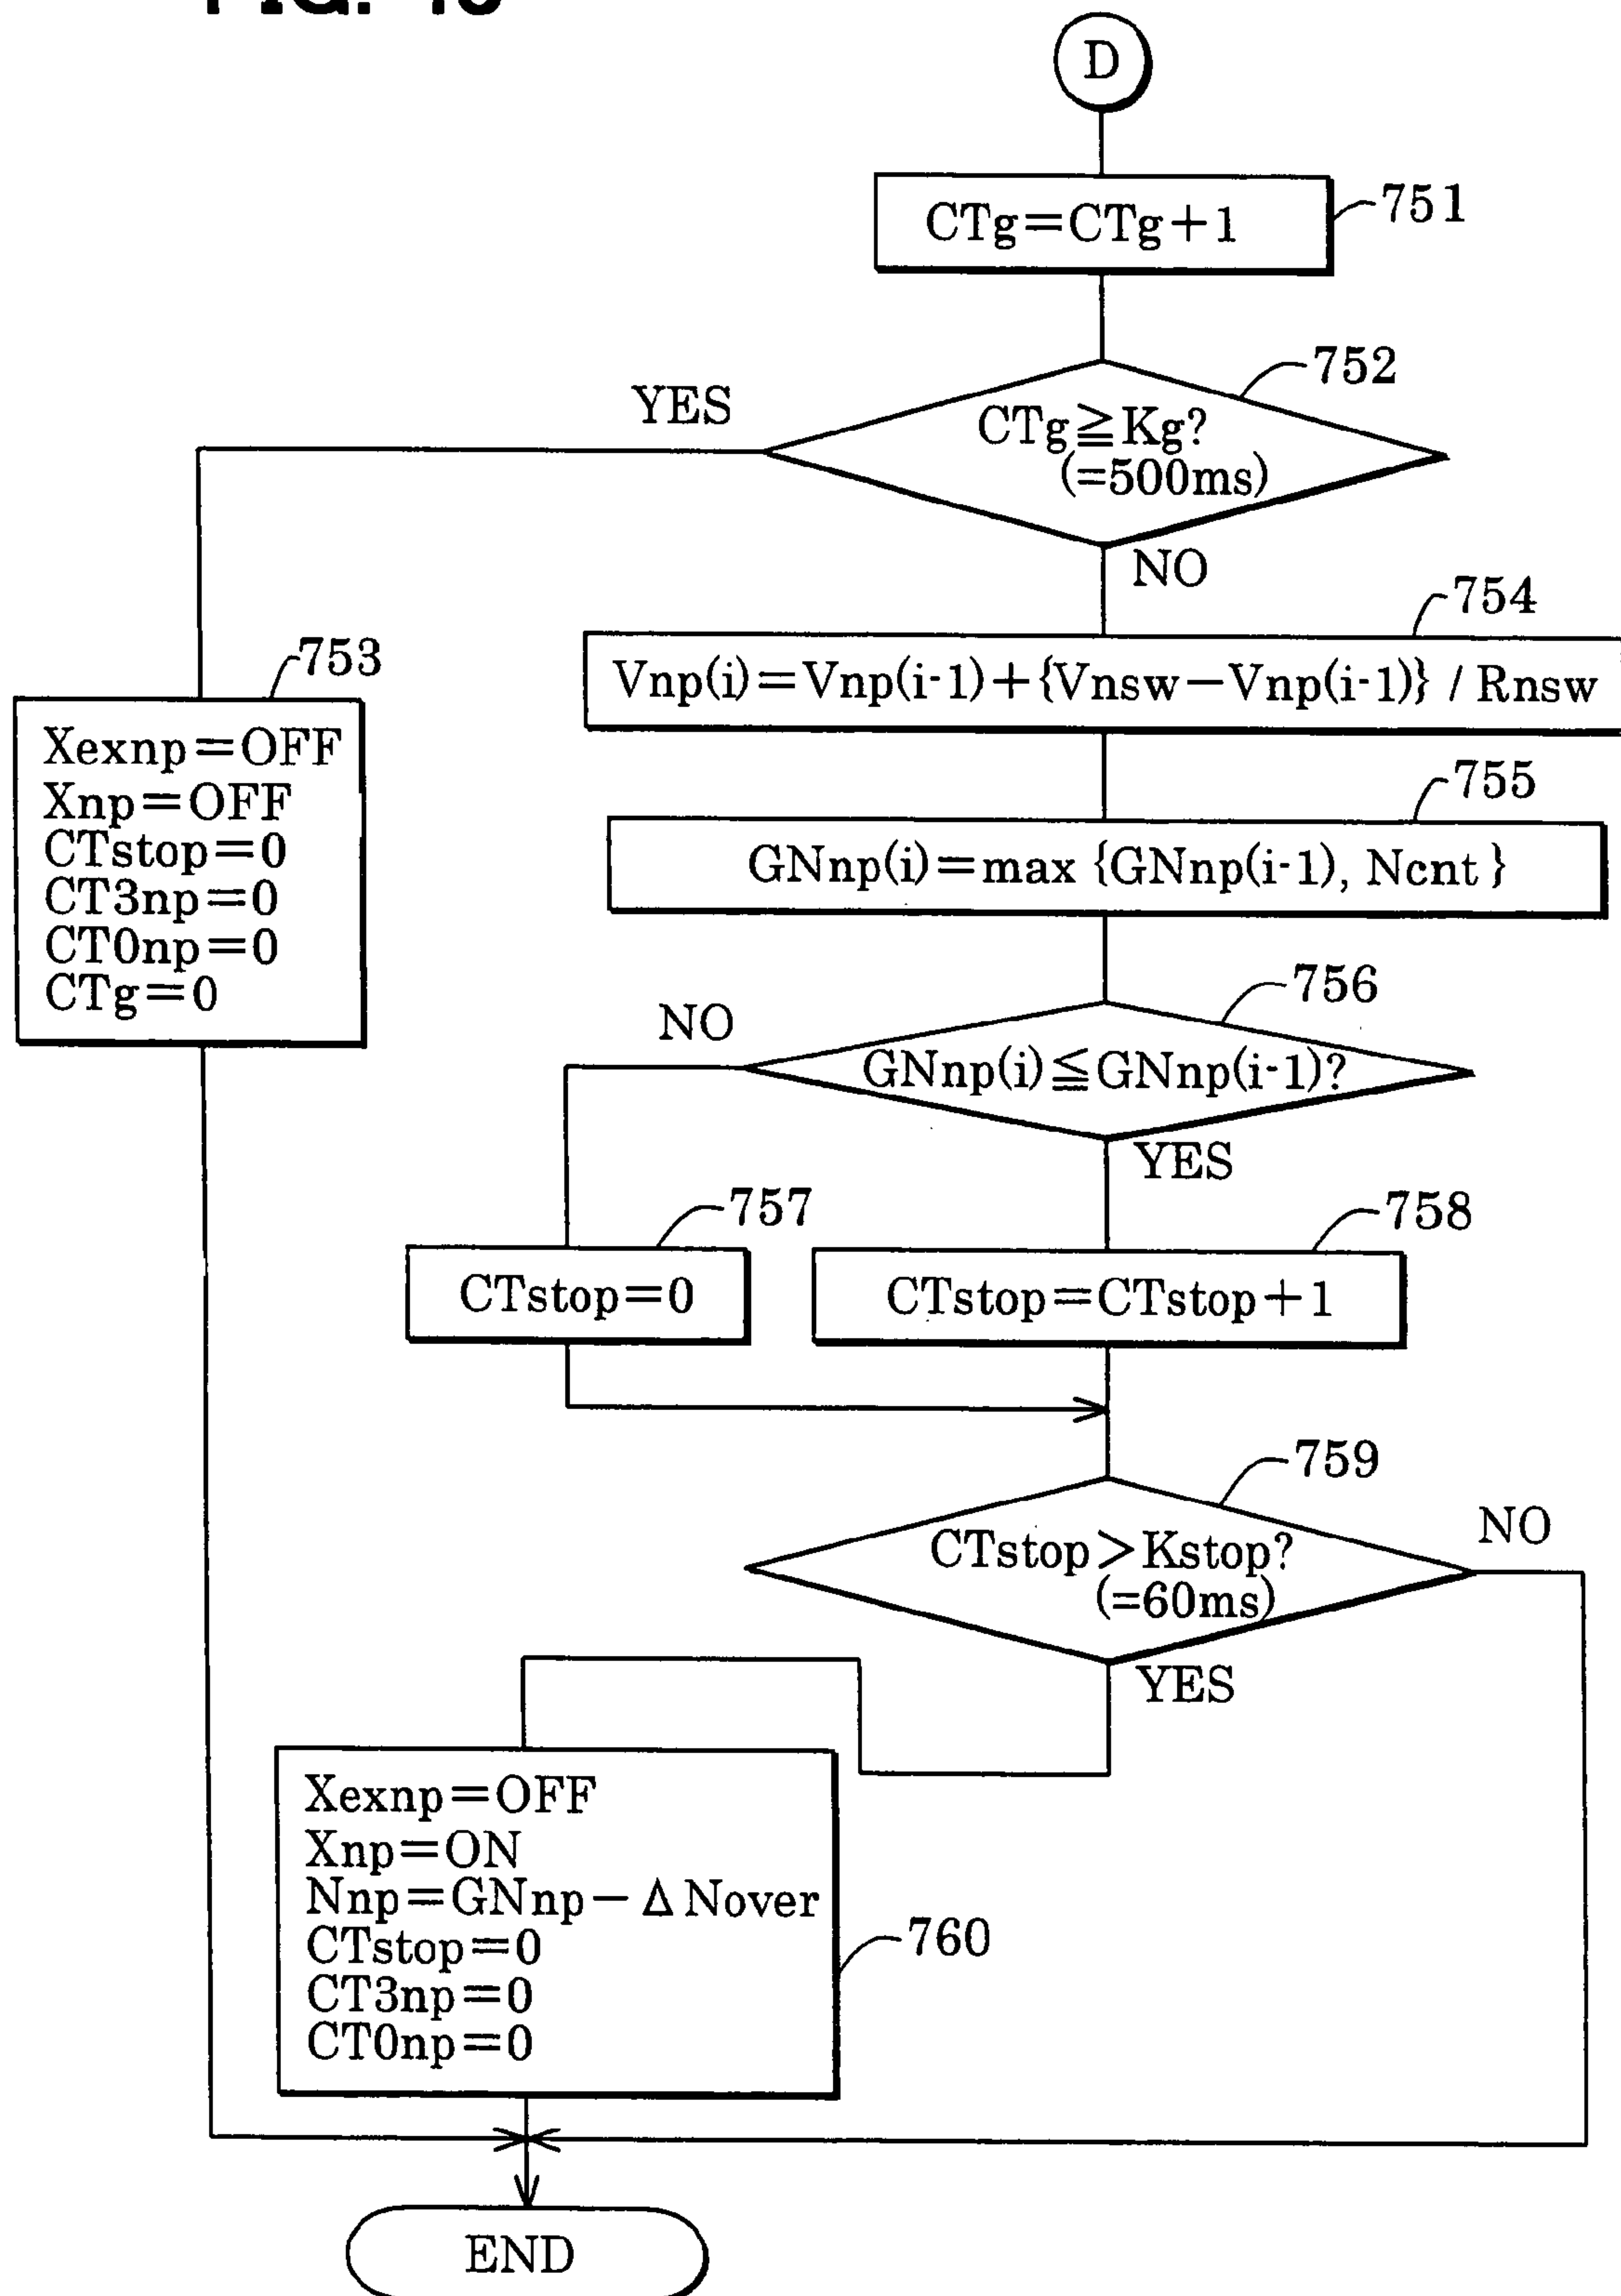 D
CTg=CTg+1
751
752
YES
CTg≧Kg?
(=500ms)
NO
754
Vnp(i)=Vnp(i-1)+{Vnsw-Vnp(i-1)} / Rnsw
753
Xexnp=OFF
Xnp=OFF
CTstop=0
CT3np=0
CT0np=0
CTg=0
755
GNnp(i)=max {GNnp(i-1), Ncnt }
756
NO
GNnp(i)≦GNnp(i-1)?
YES
757
CTstop=0
758
CTstop=CTstop+1
759
CTstop>Kstop?
(=60ms)
NO
YES
Xexnp=OFF
Xnp=ON
Nnp=GNnp-Δ Nover
CTstop=0
CT3np=0
CT0np=0
760
END